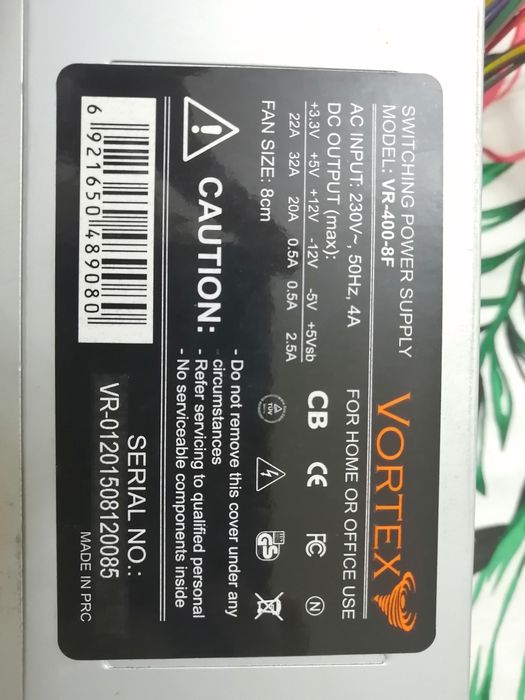 SWITCHING POWER SUPPLY
MODEL: VR-400-8F
VORTEX
AC INPUT: 230V~, 50Hz, 4A
FOR HOME OR OFFICE USE
DC OUTPUT (max):
+3.3V +5V +12V -12V -5V +5Vsb
22A 32A 20A 0.5A 0.5A 2.5A
FAN SIZE: 8cm
CB CE FC N
TÜV
GS
CAUTION:
- Do not remove this cover under any
circumstances
- Refer servicing to qualified personal
- No serviceable components inside
6 921650 489080
SERIAL NO.:
VR-01201508120085
MADE IN PRC